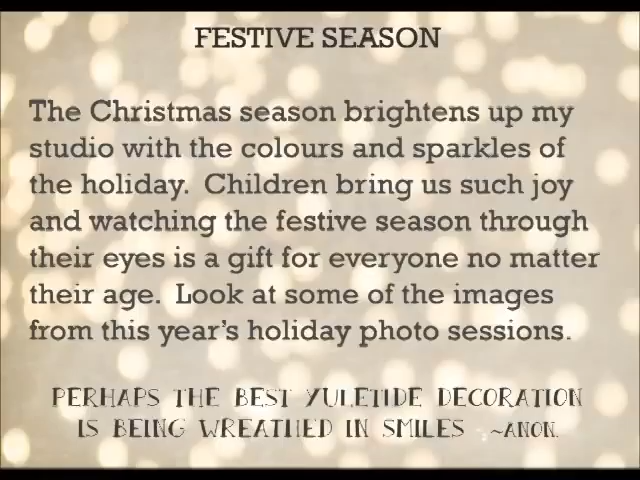 FESTIVE SEASON
The Christmas season brightens up my
studio with the colours and sparkles of
the holiday.  Children bring us such joy
and watching the festive season through
their eyes is a gift for everyone no matter
their age.  Look at some of the images
from this year's holiday photo sessions.
PERHAPS THE BEST YULETIDE DECORATION
IS BEING WREATHED IN SMILES ~ANON.